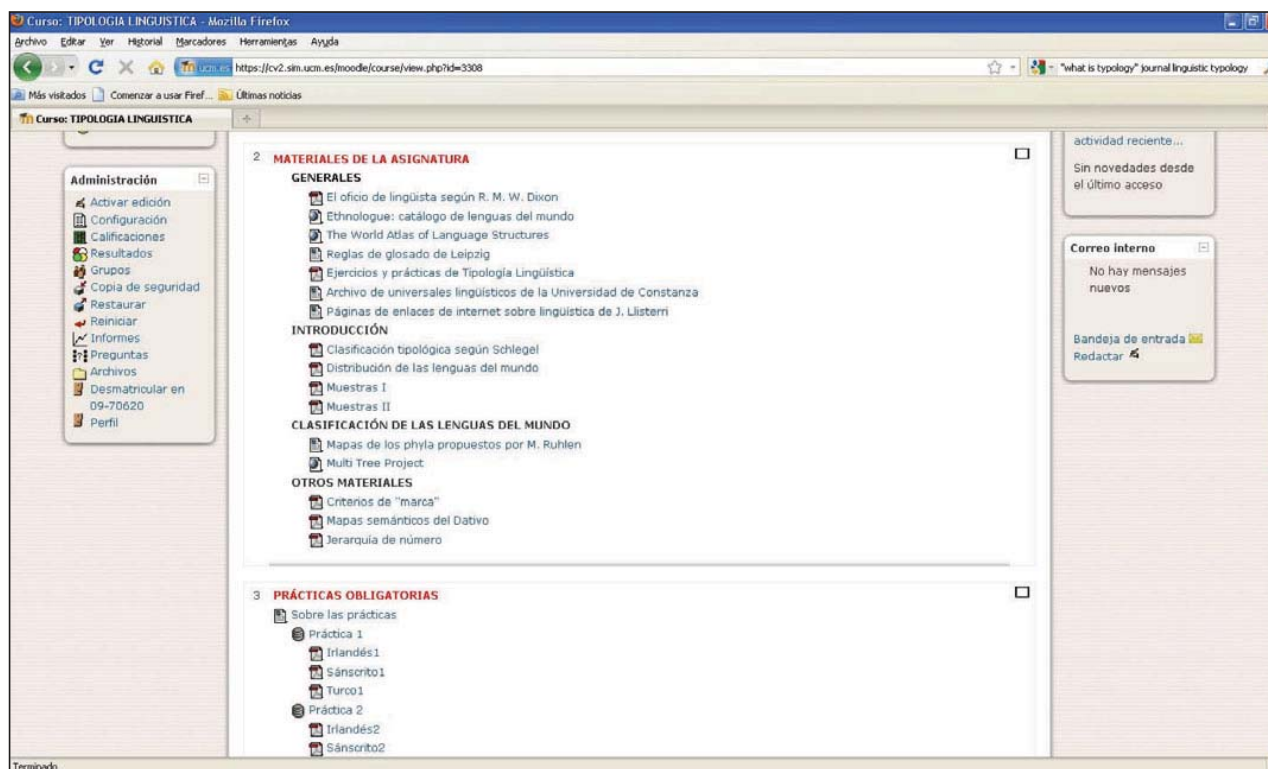 Curso: TIPOLOGIA LINGUISTICA - Mozilla Firefox
Archivo Editar Ver Historial Marcadores Herramientas Ayuda
ucm.es https://cv2.sim.ucm.es/moodle/course/view.php?id=3308 "what is typology" journal linguistic typology
Más visitados Comenzar a usar Firef... Últimas noticias
Curso: TIPOLOGIA LINGUISTICA
Administración
Activar edición
Configuración
Calificaciones
Resultados
Grupos
Copia de seguridad
Restaurar
Reiniciar
Informes
Preguntas
Archivos
Desmatricular en
09-70620
Perfil
2 MATERIALES DE LA ASIGNATURA
GENERALES
El oficio de lingüista según R. M. W. Dixon
Ethnologue: catálogo de lenguas del mundo
The World Atlas of Language Structures
Reglas de glosado de Leipzig
Ejercicios y prácticas de Tipología Lingüística
Archivo de universales lingüísticos de la Universidad de Constanza
Páginas de enlaces de internet sobre lingüística de J. Llisterri
INTRODUCCIÓN
Clasificación tipológica según Schlegel
Distribución de las lenguas del mundo
Muestras I
Muestras II
CLASIFICACIÓN DE LAS LENGUAS DEL MUNDO
Mapas de los phyla propuestos por M. Ruhlen
Multi Tree Project
OTROS MATERIALES
Criterios de "marca"
Mapas semánticos del Dativo
Jerarquía de número
3 PRÁCTICAS OBLIGATORIAS
Sobre las prácticas
Práctica 1
Irlandés1
Sánscrito1
Turco1
Práctica 2
Irlandés2
Sánscrito2
actividad reciente...
Sin novedades desde
el último acceso
Correo interno
No hay mensajes
nuevos
Bandeja de entrada
Redactar
Terminado